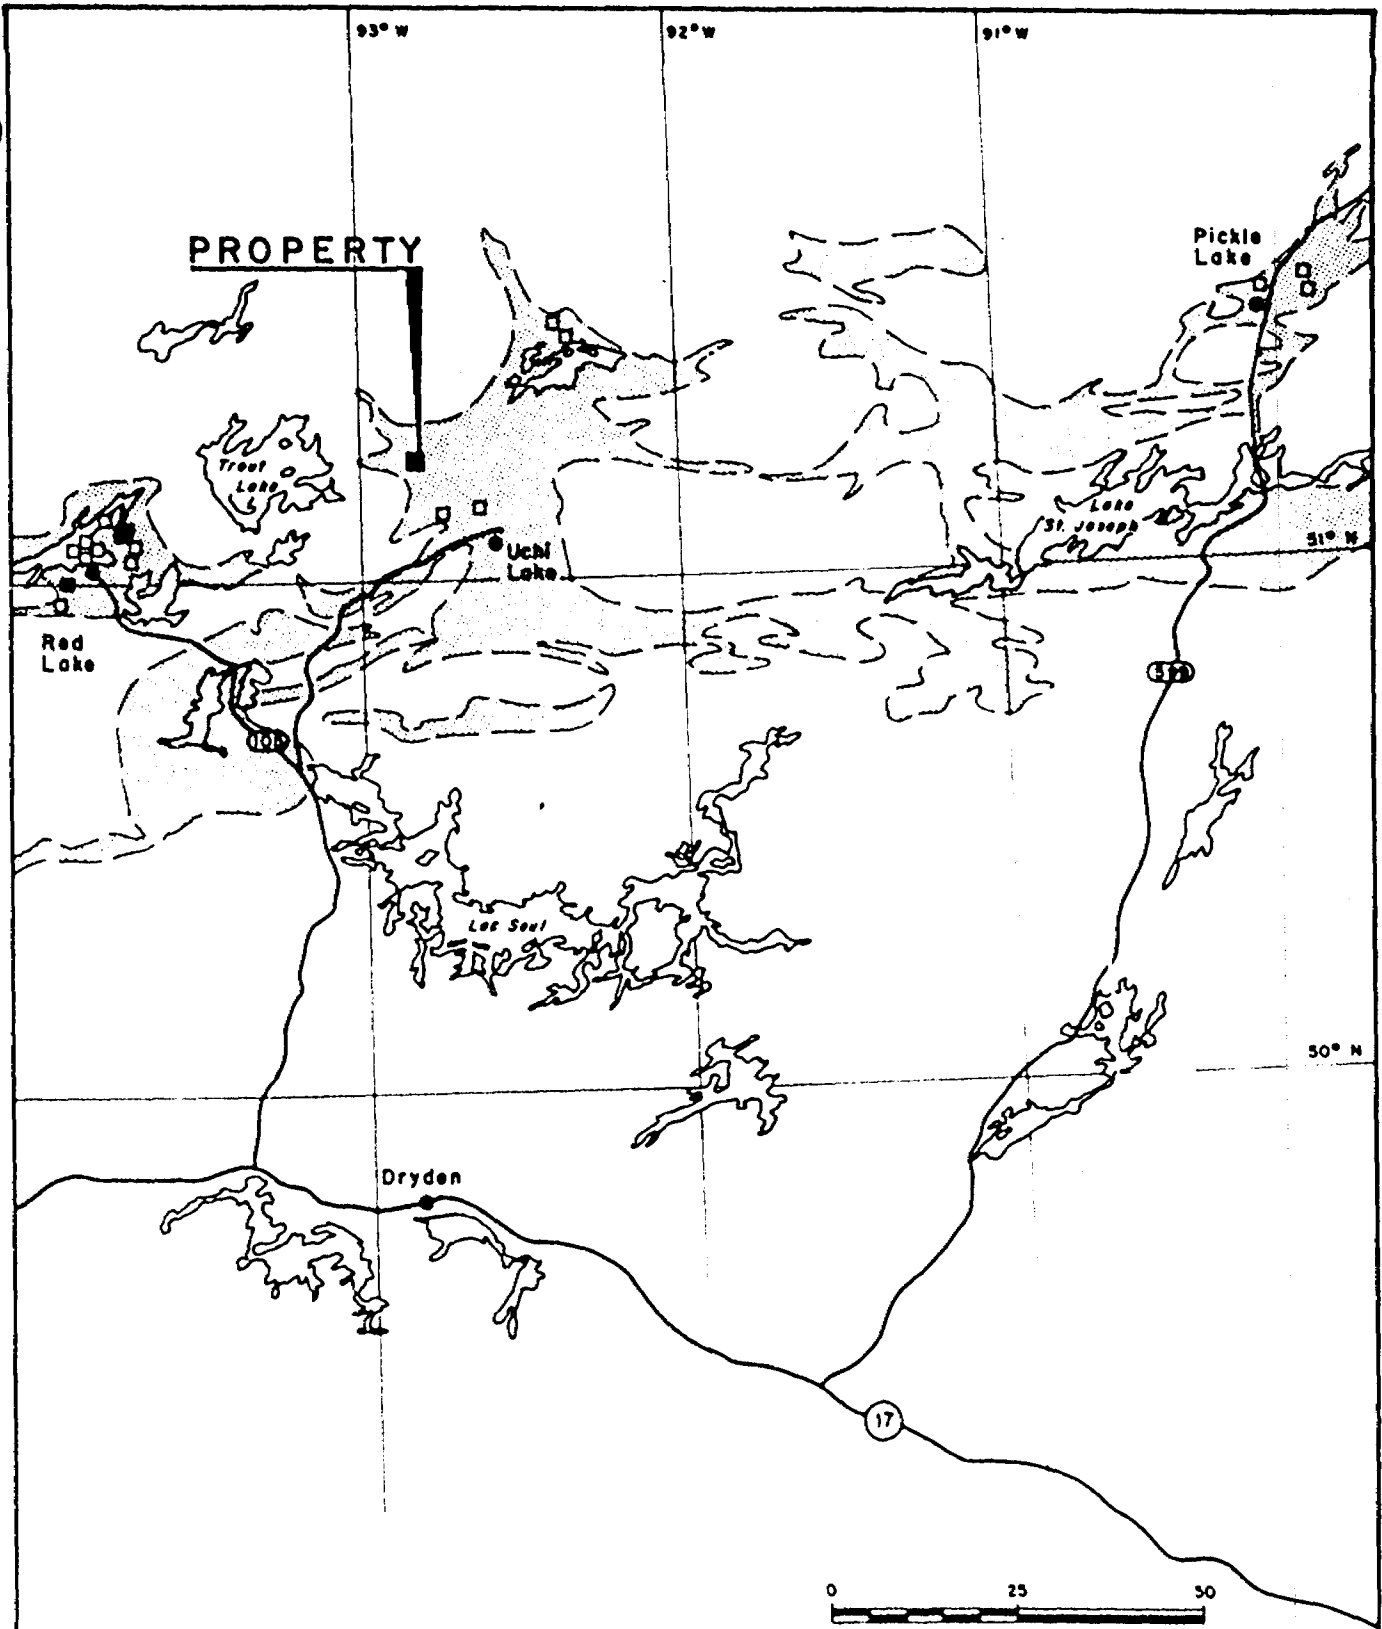 93° W
92° W
91° W
PROPERTY
Pickle
Lake
Trout
Lake
Lake
St. Joseph
51° N
Uchi
Lake
Red
Lake
105
Lac Seul
50° N
Dryden
17
0 25 50